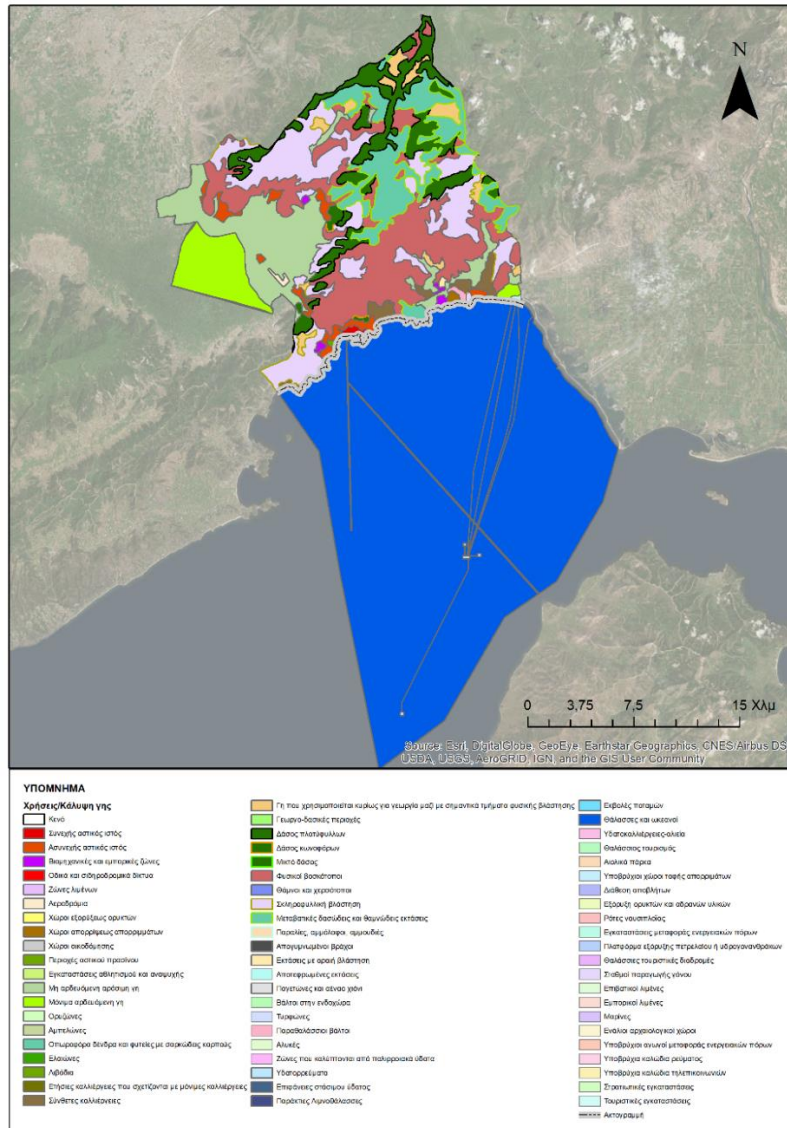 N
0 3,75 7,5 15 Χλμ
Source: Esri, DigitalGlobe, GeoEye, Earthstar Geographics, CNES/Airbus DS,
USDA, USGS, AeroGRID, IGN, and the GIS User Community
ΥΠΟΜΝΗΜΑ
Χρήσεις/Κάλυψη γης
Κενό
Συνεχής αστικός ιστός
Ασυνεχής αστικός ιστός
Βιομηχανικές και εμπορικές ζώνες
Οδικά και σιδηροδρομικά δίκτυα
Ζώνες λιμένων
Αεροδρόμια
Χώροι εξορύξεως ορυκτών
Χώροι απορρίψεως απορριμμάτων
Χώροι οικοδόμησης
Περιοχές αστικού πρασίνου
Εγκαταστάσεις αθλητισμού και αναψυχής
Μη αρδευόμενη αρόσιμη γη
Μόνιμα αρδευόμενη γη
Ορυζώνες
Αμπελώνες
Οπωροφόρα δένδρα και φυτείες με σαρκώδεις καρπούς
Ελαιώνες
Λιβάδια
Ετήσιες καλλιέργειες που σχετίζονται με μόνιμες καλλιέργειες
Σύνθετες καλλιέργειες
Γη που χρησιμοποιείται κυρίως για γεωργία μαζί με σημαντικά τμήματα φυσικής βλάστησης
Γεωργο-δασικές περιοχές
Δάσος πλατυφύλλων
Δάσος κωνοφόρων
Μικτό δάσος
Φυσικοί βοσκότοποι
Θάμνοι και χερσότοποι
Σκληροφυλλική βλάστηση
Μεταβατικές δασώδεις και θαμνώδεις εκτάσεις
Παραλίες, αμμόλοφοι, αμμουδιές
Απογυμνωμένοι βράχοι
Εκτάσεις με αραιή βλάστηση
Αποτεφρωμένες εκτάσεις
Παγετώνες και αέναο χιόνι
Βάλτοι στην ενδοχώρα
Τυρφώνες
Παραθαλάσσιοι βάλτοι
Αλυκές
Ζώνες που καλύπτονται από παλιρροιακά ύδατα
Υδατορρεύματα
Επιφάνειες στάσιμου ύδατος
Παράκτιες λιμνοθάλασσες
Εκβολές ποταμών
Θάλασσες και ωκεανοί
Υδατοκαλλιέργειες-αλιεία
Θαλάσσιος τουρισμός
Αιολικά πάρκα
Υποβρύχιοι χώροι ταφής απορριμάτων
Διάθεση αποβλήτων
Εξόρυξη ορυκτών και αδρανών υλικών
Ρότες ναυσιπλοΐας
Εγκαταστάσεις μεταφοράς ενεργειακών πόρων
Πλατφόρμα εξόρυξης πετρελαίου ή υδρογονανθράκων
Θαλάσσιες τουριστικές διαδρομές
Σταθμοί παραγωγής γόνου
Επιβατικοί λιμένες
Εμπορικοί λιμένες
Μαρίνες
Ενάλιοι αρχαιολογικοί χώροι
Υποβρύχιοι αγωγοί μεταφοράς ενεργειακών πόρων
Υποβρύχια καλώδια ρεύματος
Υποβρύχια καλώδια τηλεπικοινωνιών
Στρατιωτικές εγκαταστάσεις
Τουριστικές εγκαταστάσεις
Ακτογραμμή